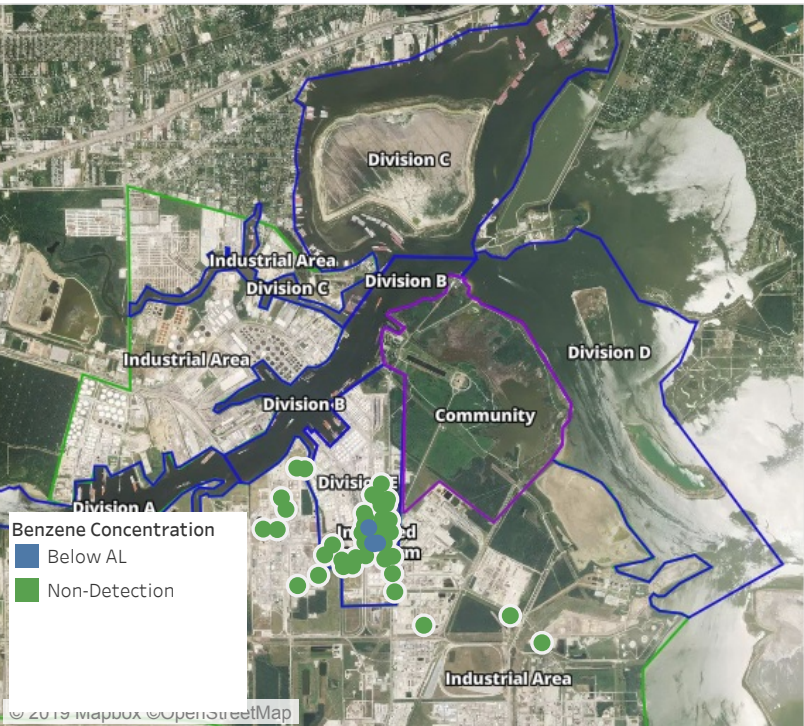 Division C
Industrial Area
Division B
Division C
Industrial Area
Division D
Division B
Community
Division A
Benzene Concentration
Below AL
Non-Detection
Industrial Area
© 2019 Mapbox ©OpenStreetMap